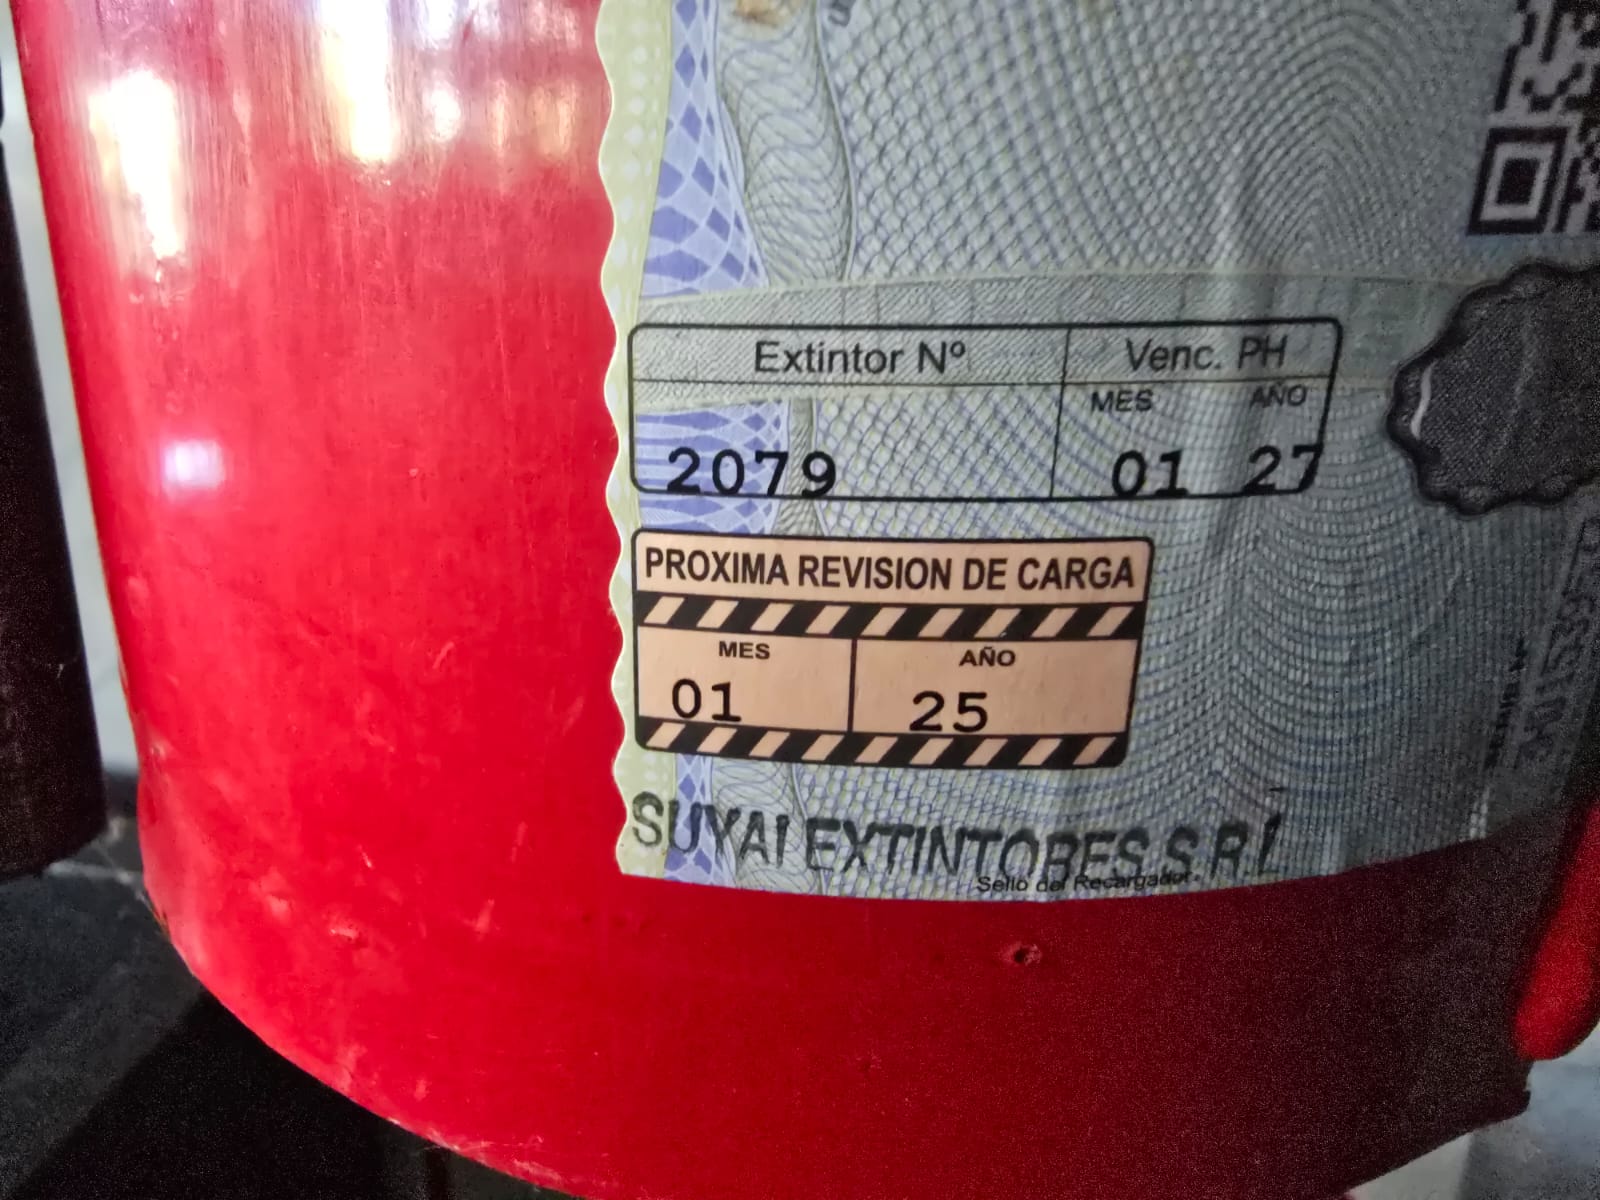 Extintor Nº Venc. PH
MES AÑO
2079 01 27
PROXIMA REVISION DE CARGA
MES AÑO
01 25
SUYAI EXTINTORES S.R.L
Sello del Recargador.